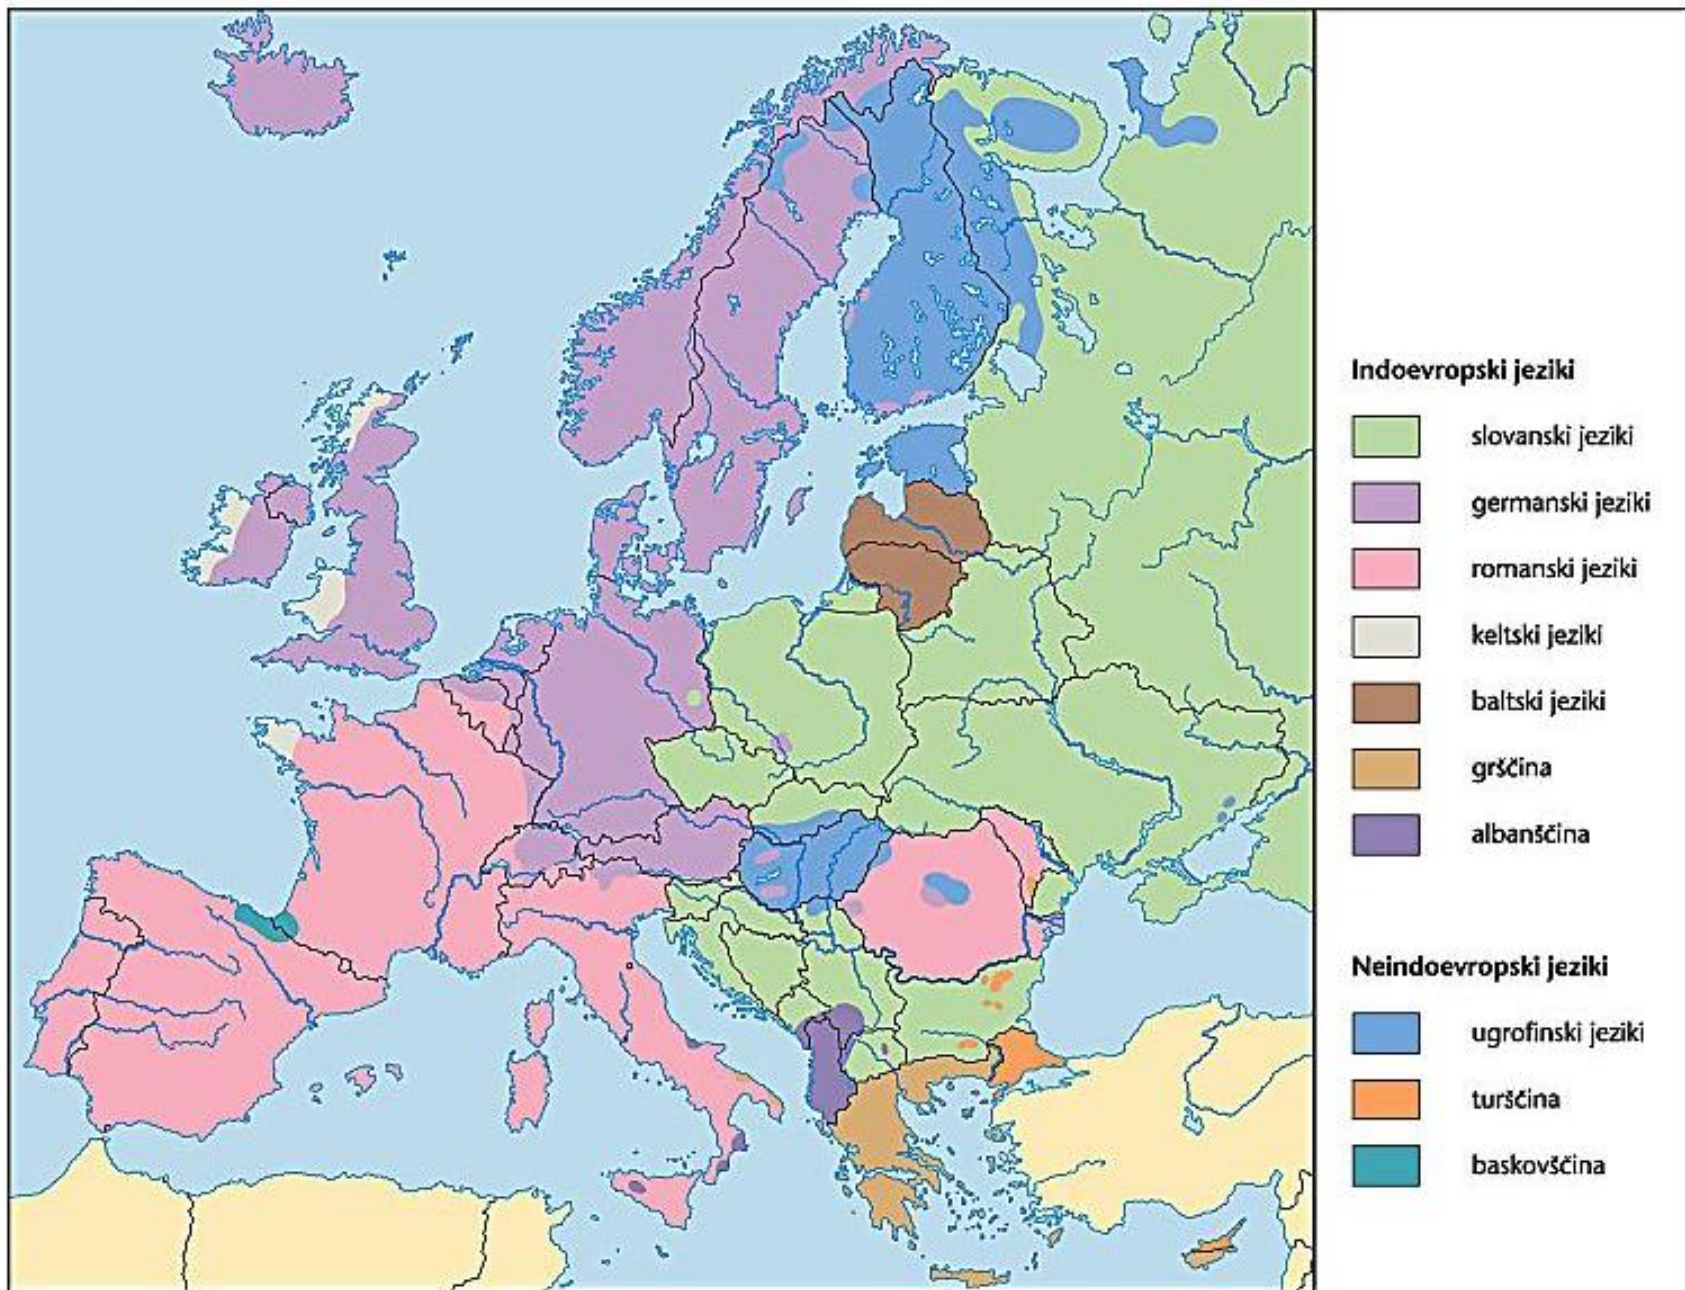 Indoevropski jeziki
slovanski jeziki
germanski jeziki
romanski jeziki
keltski jeziki
baltski jeziki
grščina
albanščina
Neindoevropski jeziki
ugrofinski jeziki
turščina
baskovščina